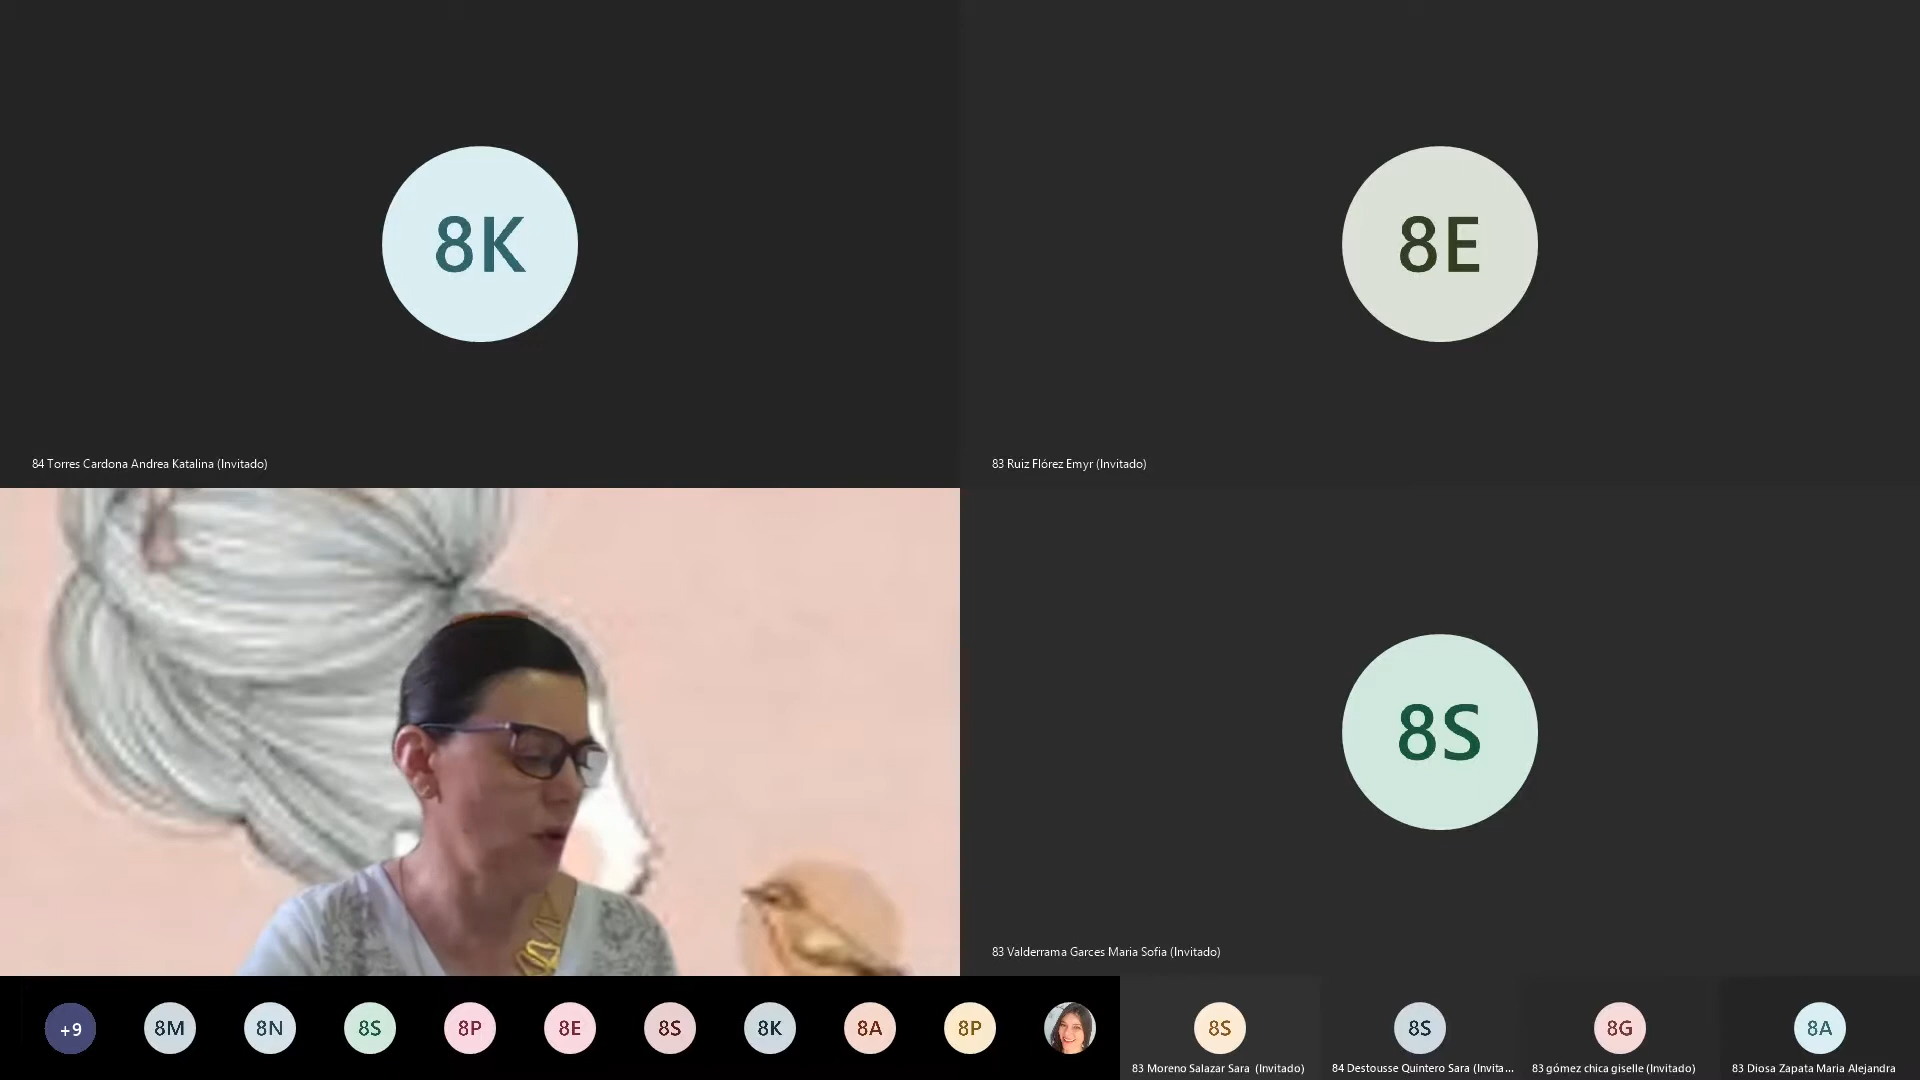 8K
8E
84 Torres Cardona Andrea Katalina (Invitado)
83 Ruiz Flórez Emyr (Invitado)
8S
83 Valderrama Garces Maria Sofia (Invitado)
+9
8M
8N
8S
8P
8E
8S
8K
8A
8P
8S
8S
8G
8A
83 Moreno Salazar Sara (Invitado)
84 Destousse Quintero Sara (Invita...
83 gómez chica giselle (Invitado)
83 Diosa Zapata Maria Alejandra